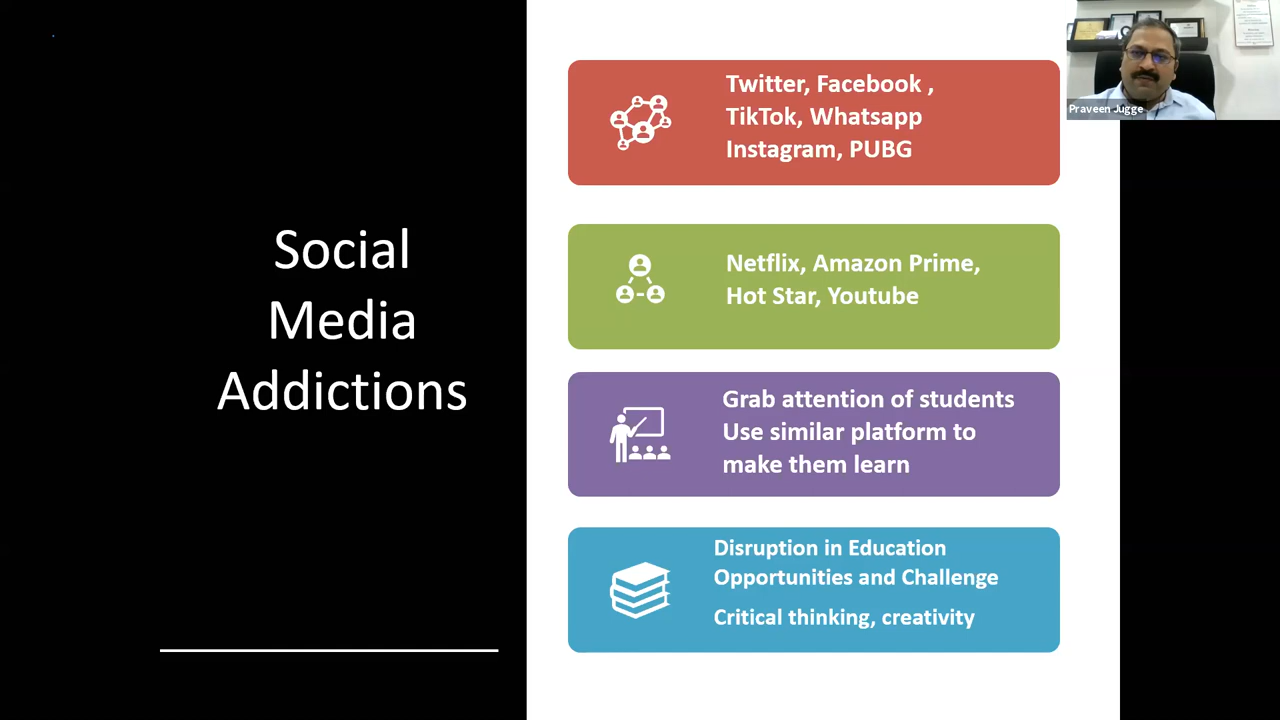 Social
Media
Addictions
Twitter, Facebook ,
TikTok, Whatsapp
Instagram, PUBG
Netflix, Amazon Prime,
Hot Star, Youtube
Grab attention of students
Use similar platform to
make them learn
Disruption in Education
Opportunities and Challenge
Critical thinking, creativity
Praveen Jugge